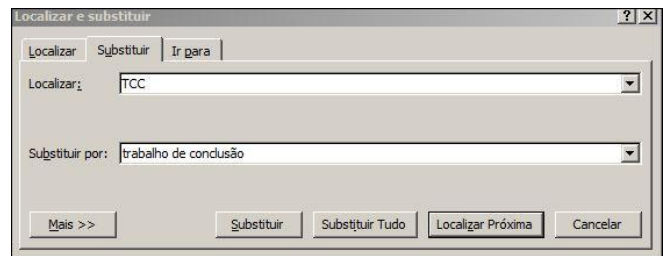 Localizar e substituir
Localizar Substituir Ir para
Localizar: TCC
Substituir por: trabalho de conclusão
Mais >> Substituir Substituir Tudo Localizar Próxima Cancelar